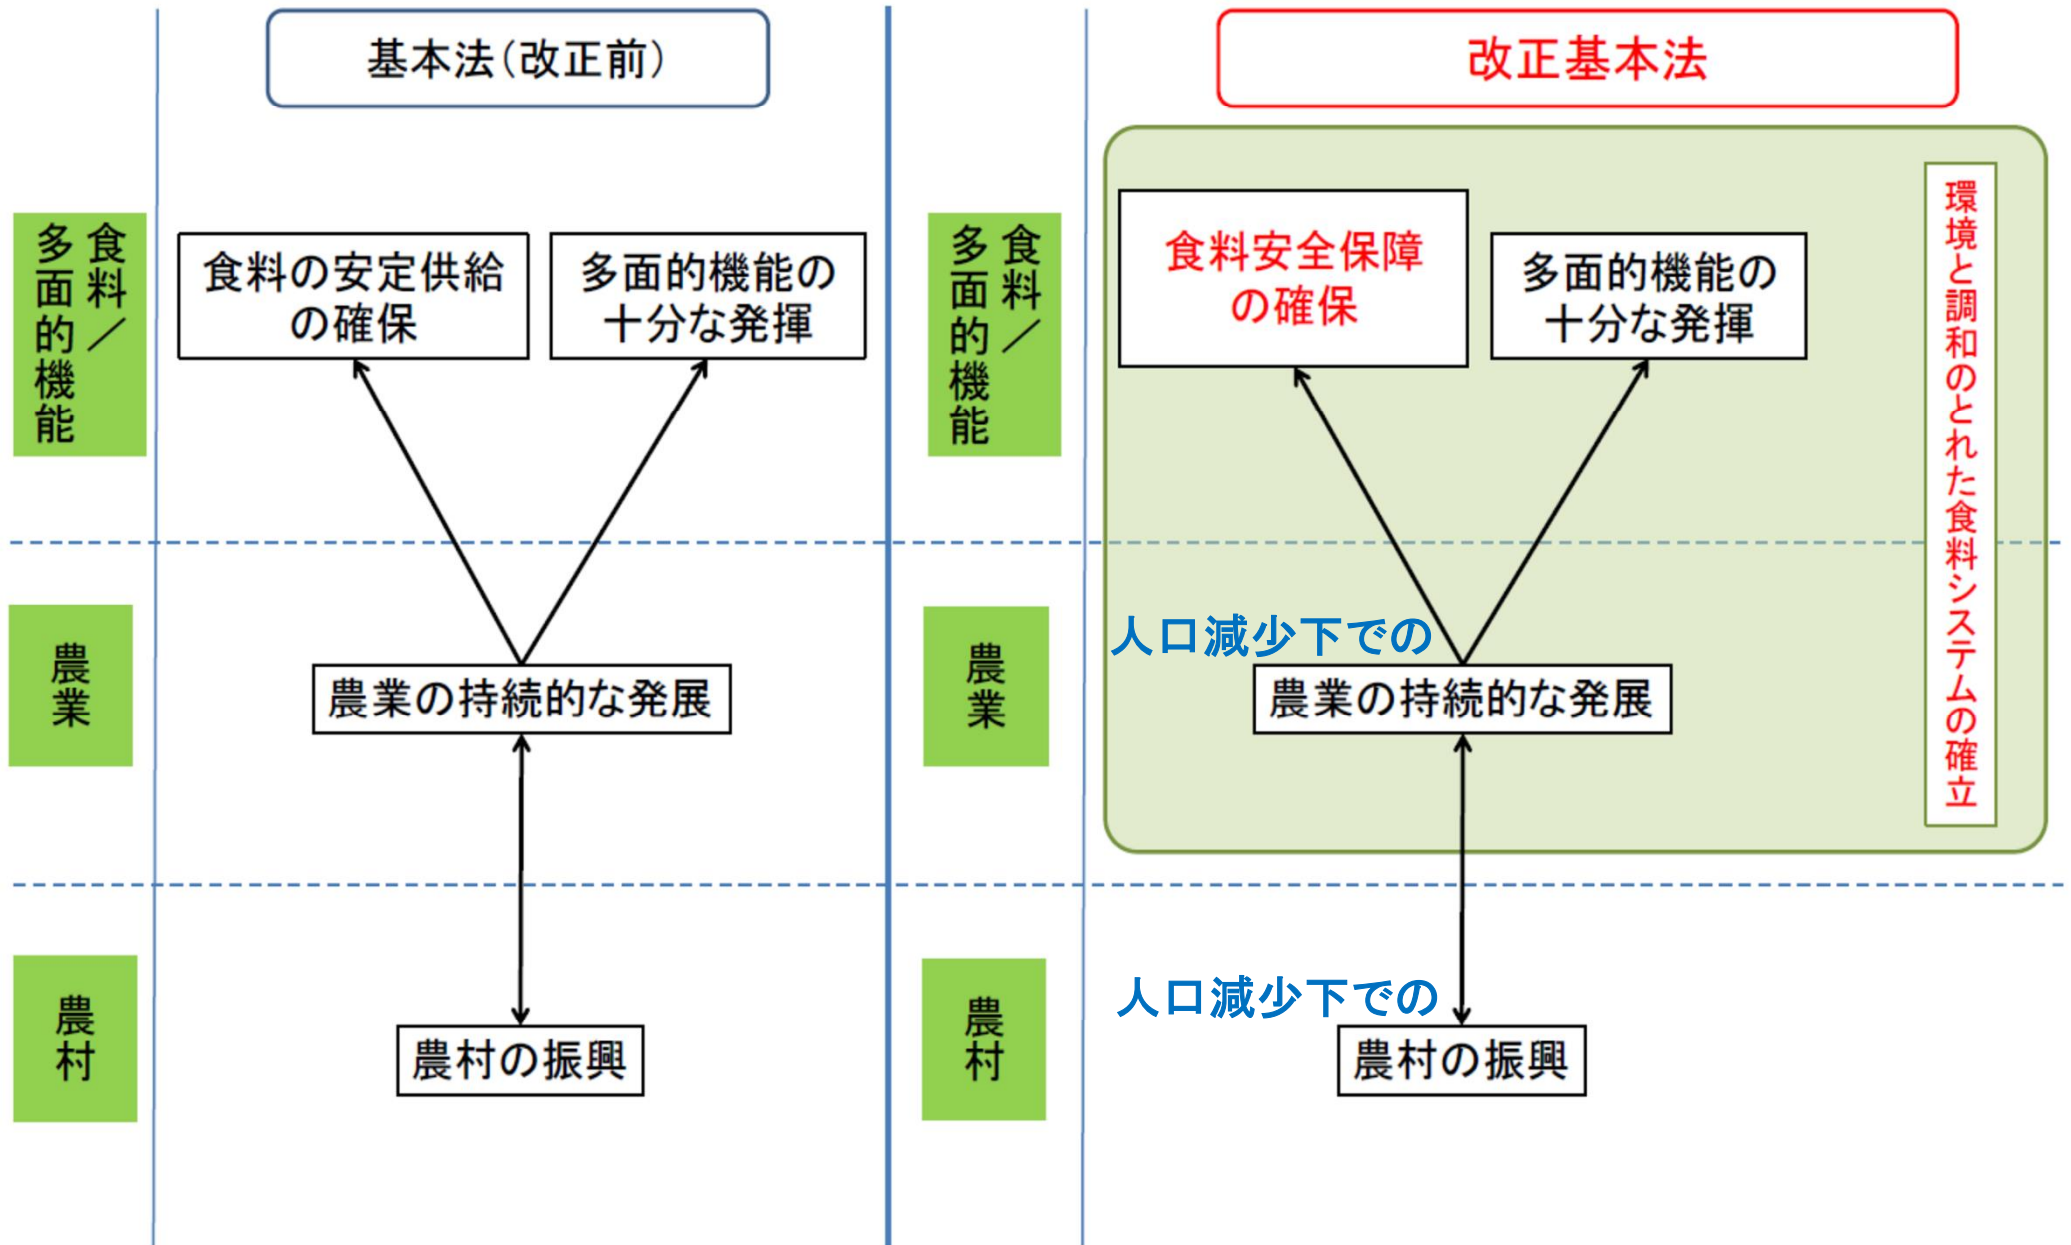 基本法（改正前）
食料／
多面的機能
食料の安定供給
の確保
多面的機能の
十分な発揮
農業
農業の持続的な発展
農村
農村の振興
改正基本法
食料／
多面的機能
食料安全保障
の確保
多面的機能の
十分な発揮
環境と調和のとれた食料システムの確立
農業
人口減少下での
農業の持続的な発展
農村
人口減少下での
農村の振興